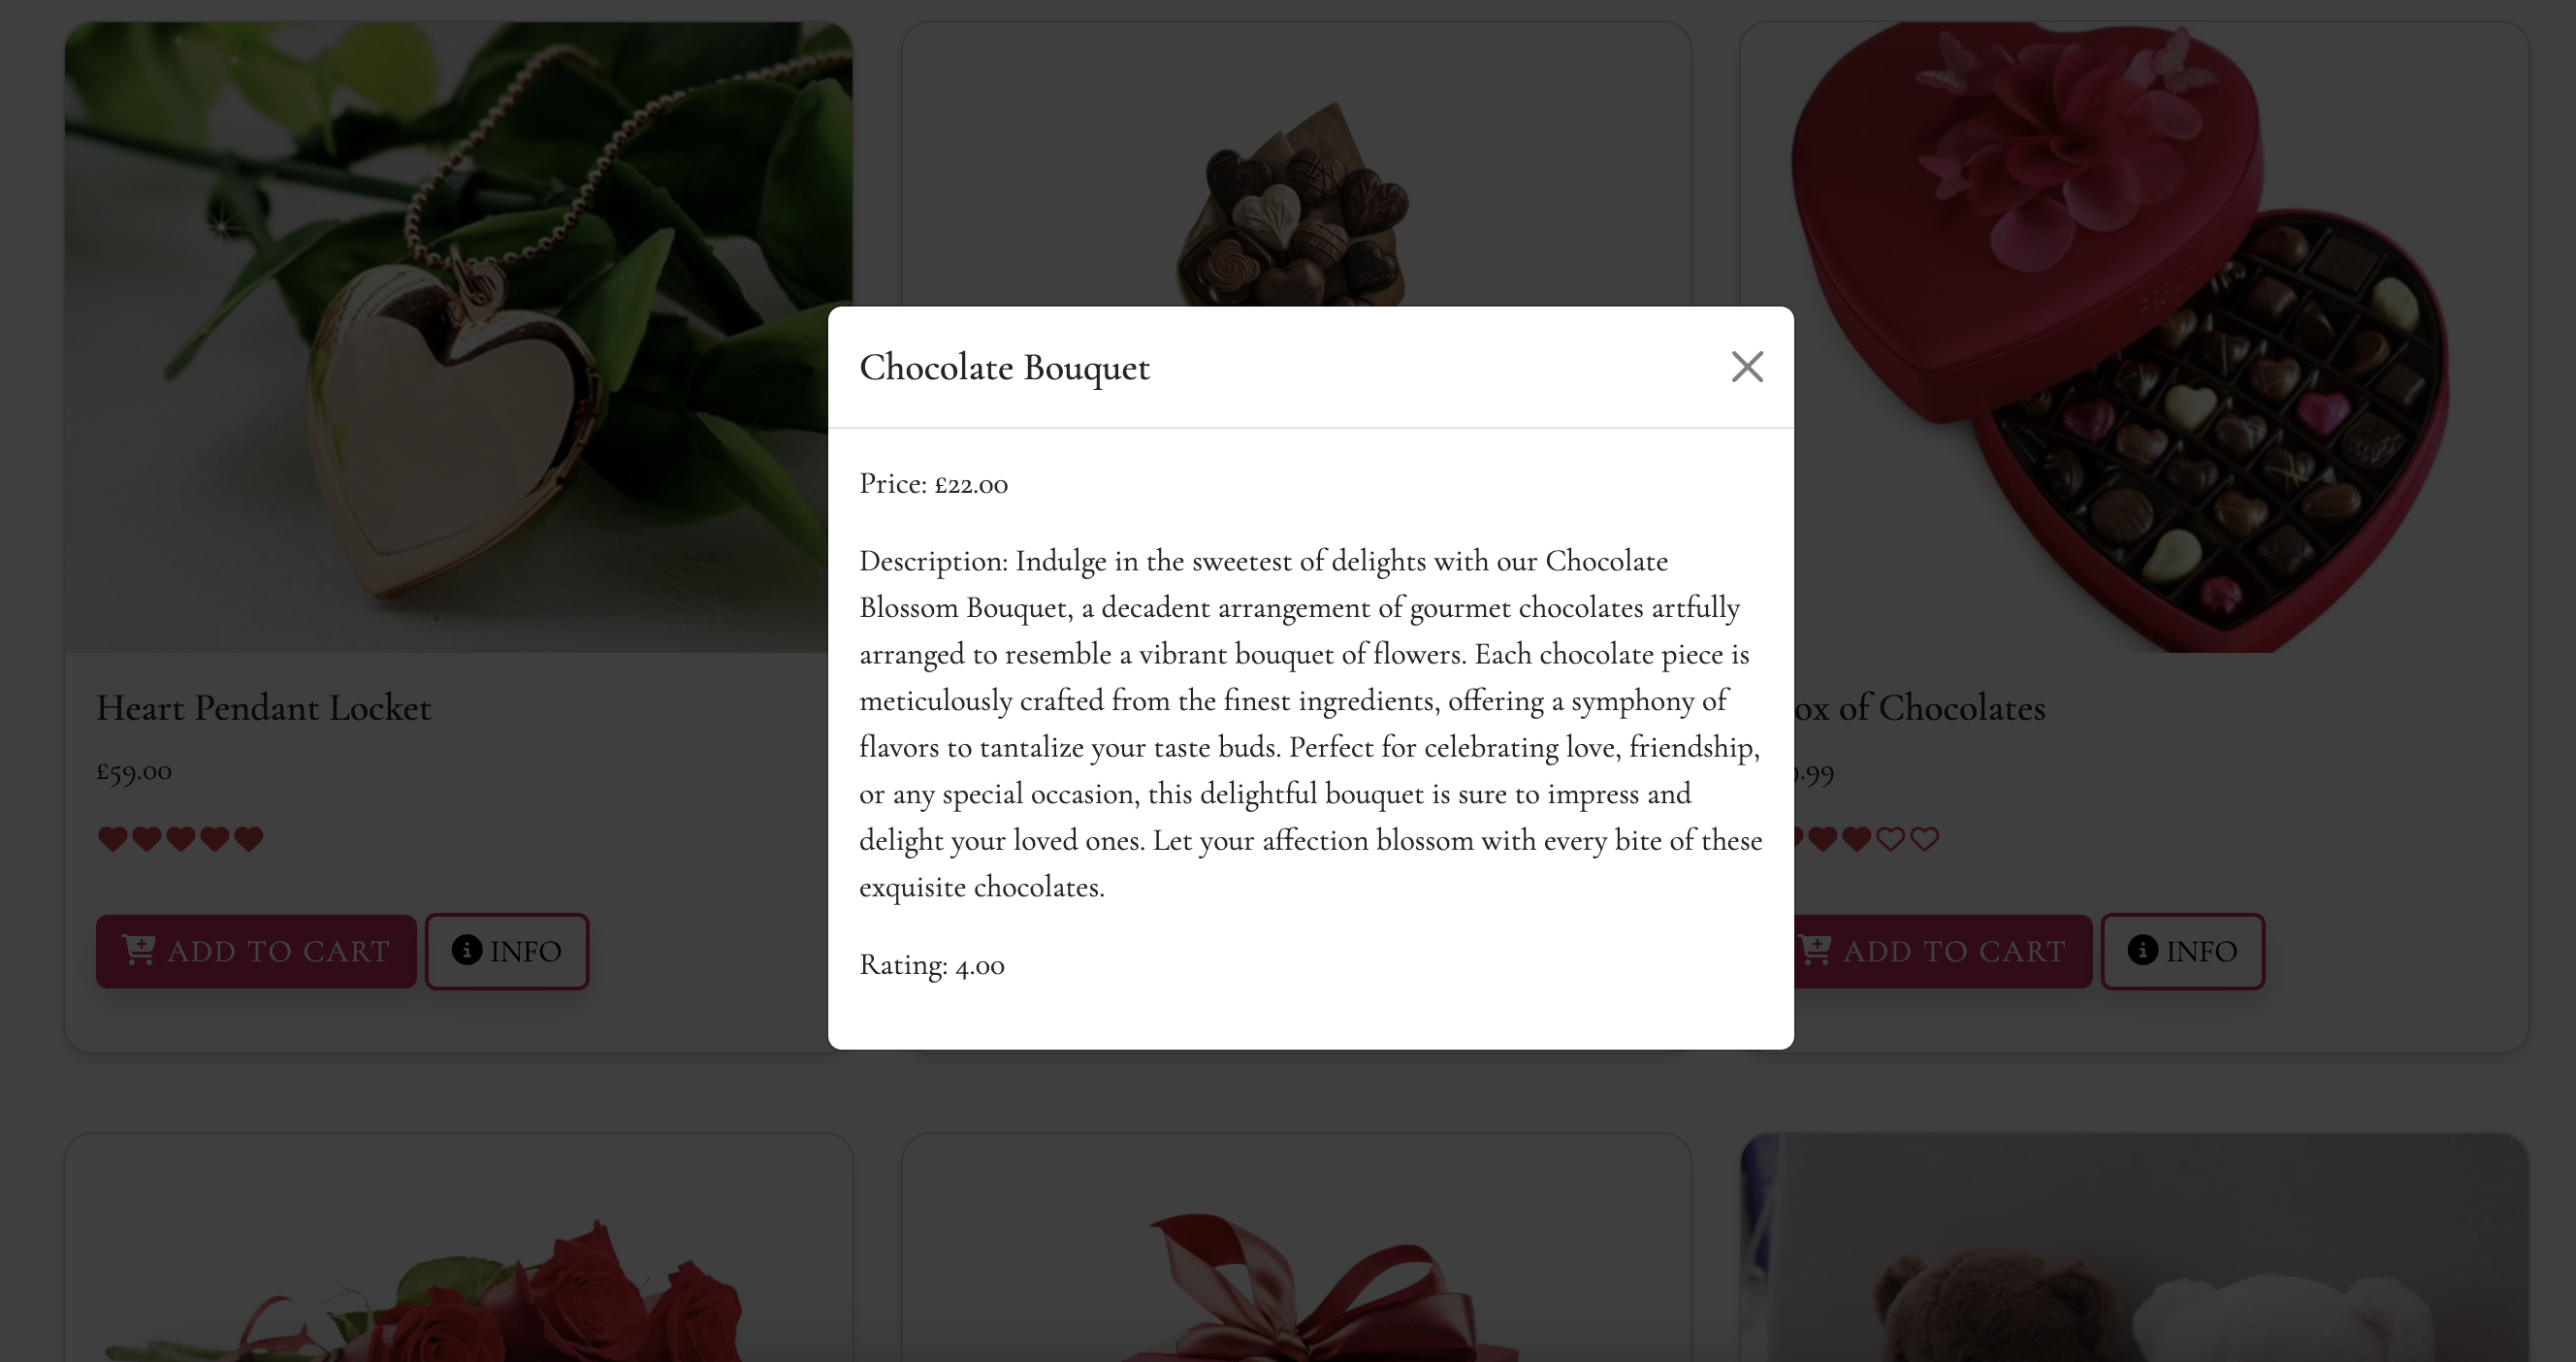 Chocolate Bouquet
Price: £22.00
Description: Indulge in the sweetest of delights with our Chocolate
Blossom Bouquet, a decadent arrangement of gourmet chocolates artfully
arranged to resemble a vibrant bouquet of flowers. Each chocolate piece is
meticulously crafted from the finest ingredients, offering a symphony of
flavors to tantalize your taste buds. Perfect for celebrating love, friendship,
or any special occasion, this delightful bouquet is sure to impress and
delight your loved ones. Let your affection blossom with every bite of these
exquisite chocolates.
Rating: 4.00
Heart Pendant Locket
£59.00
ADD TO CART
INFO
of Chocolates
.99
ADD TO CART
INFO